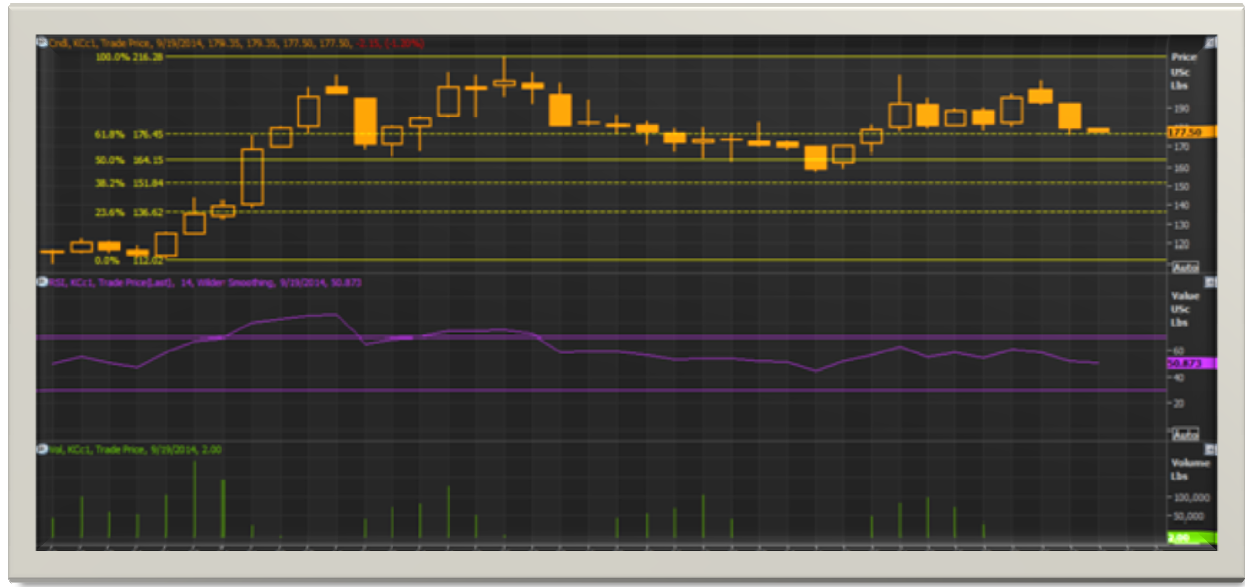 Cndl, KCc1, Trade Price, 9/19/2014, 179.35, 179.35, 177.50, 177.50, -2.15, (-1.20%)
Price
USc
Lbs
100.0% 216.28
190
61.8% 176.45
177.50
170
50.0% 164.15
160
38.2% 151.84
150
140
23.6% 136.62
130
120
0.0% 112.02
Auto
RSI, KCc1, Trade Price(Last), 14, Wilder Smoothing, 9/19/2014, 50.873
Value
USc
Lbs
60
50.873
40
20
Auto
Vol, KCc1, Trade Price, 9/19/2014, 2.00
Volume
Lbs
100,000
50,000
2.00